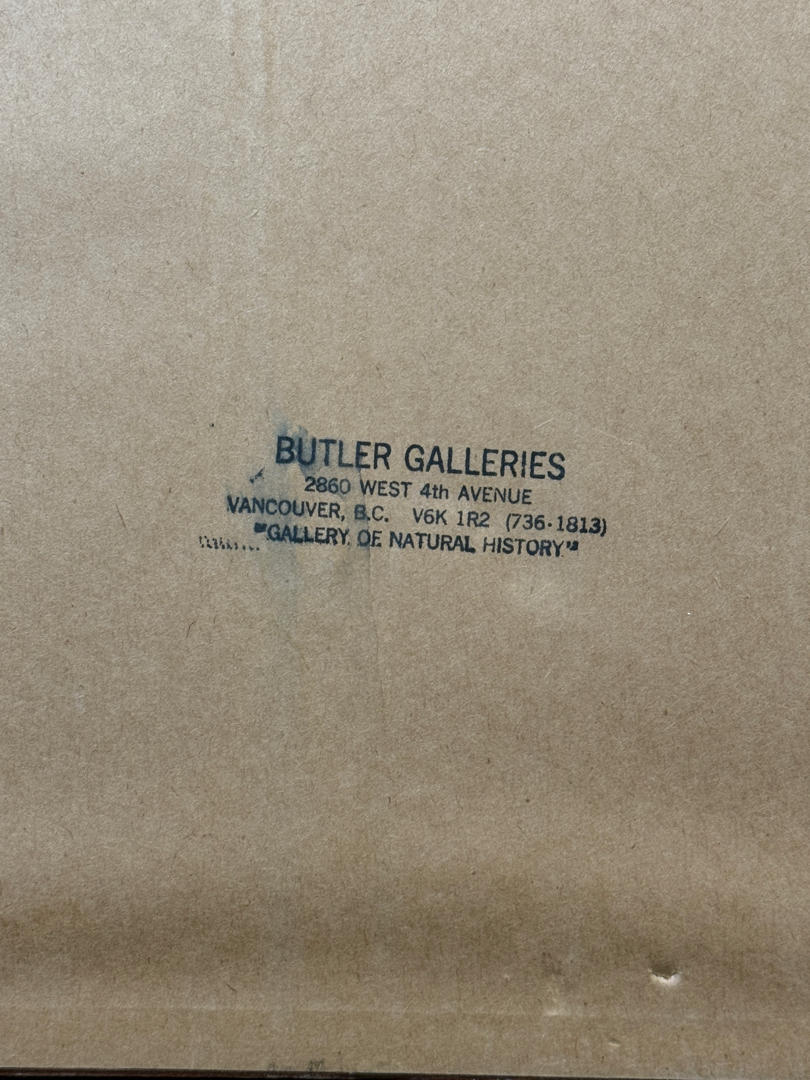 BUTLER GALLERIES
2860 WEST 4th AVENUE
VANCOUVER, B.C. V6K 1R2 (736-1813)
"GALLERY OF NATURAL HISTORY"